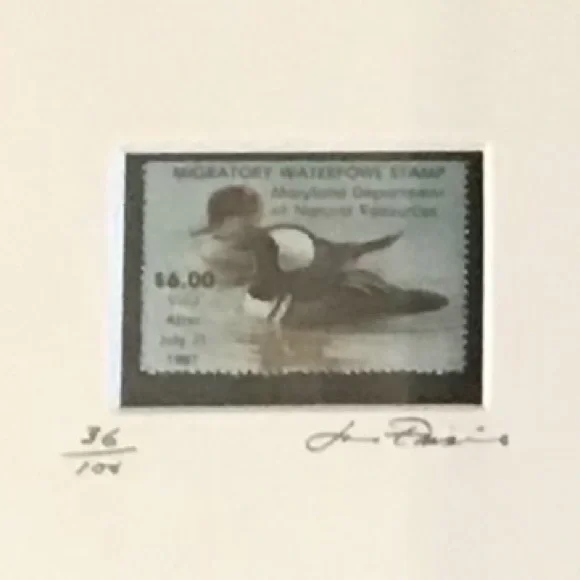 MIGRATORY WATERFOWL STAMP
Maryland Department
of Natural Resources
$6.00
Void
After
July 31
1987
36
104